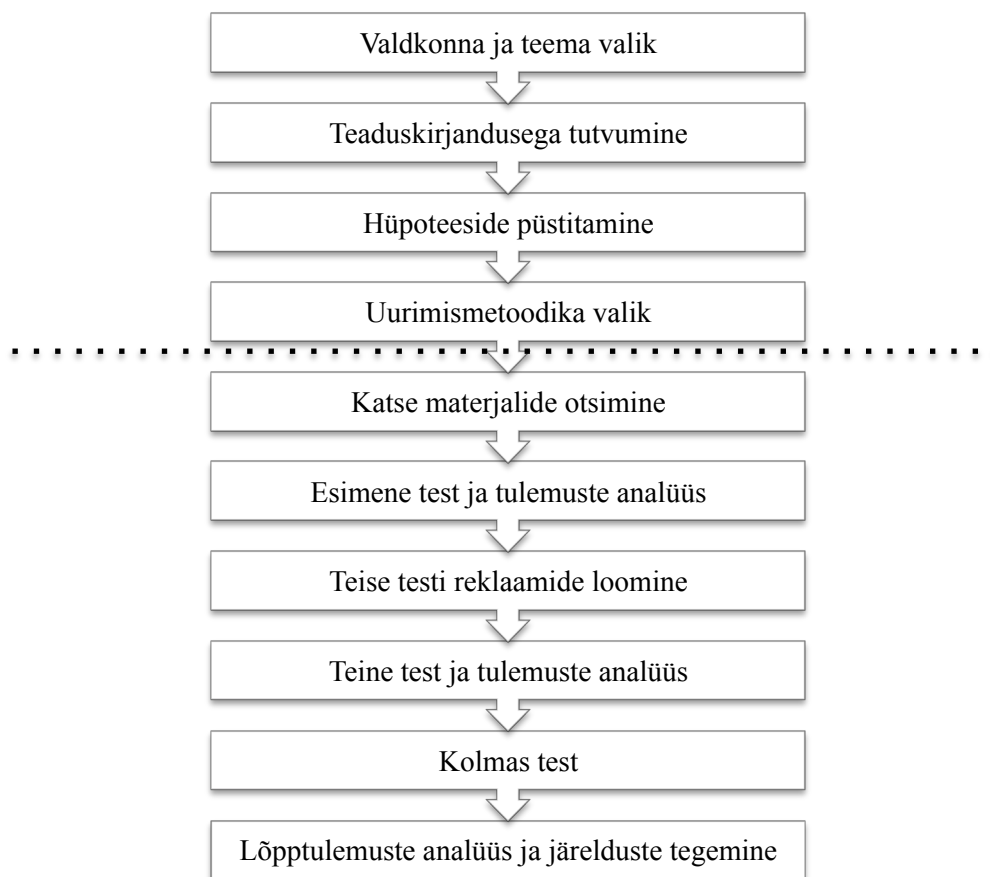 Valdkonna ja teema valik
Teaduskirjandusega tutvumine
Hüpoteeside püstitamine
Uurimismetoodika valik
Katse materjalide otsimine
Esimene test ja tulemuste analüüs
Teise testi reklaamide loomine
Teine test ja tulemuste analüüs
Kolmas test
Lõpptulemuste analüüs ja järelduste tegemine